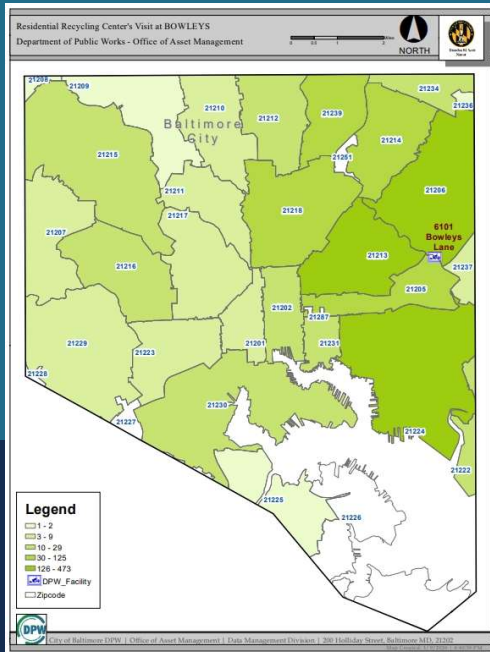 Residential Recycling Center's Visit at BOWLEYS
Department of Public Works - Office of Asset Management
NORTH
21208
21209
21210
21212
21239
21234
21236
Baltimore
City
21214
21251
21215
21206
21211
21217
21218
6101
Bowleys
Lane
21207
21213
21237
21216
21205
21202
21287
21229
21223
21201
21231
21228
21230
21227
21224
21222
21225
21226
Legend
1 - 2
3 - 9
10 - 29
30 - 125
126 - 473
DPW_Facility
Zipcode
DPW
City of Baltimore DPW | Office of Asset Management | Data Management Division | 200 Holliday Street, Baltimore MD, 21202